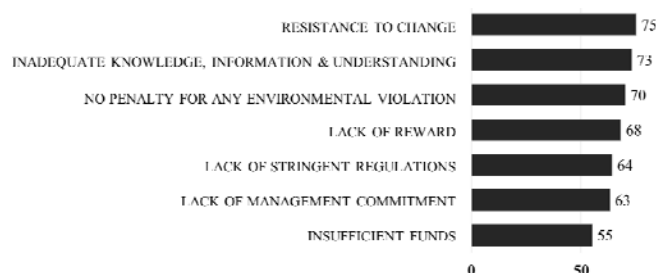 RESISTANCE TO CHANGE 75
INADEQUATE KNOWLEDGE, INFORMATION & UNDERSTANDING 73
NO PENALTY FOR ANY ENVIRONMENTAL VIOLATION 70
LACK OF REWARD 68
LACK OF STRINGENT REGULATIONS 64
LACK OF MANAGEMENT COMMITMENT 63
INSUFFICIENT FUNDS 55
0 50